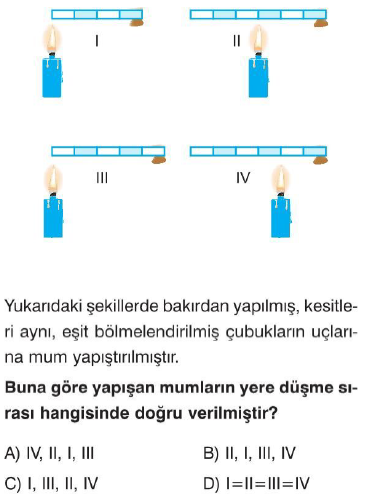 I
II
III
IV
Yukarıdaki şekillerde bakırdan yapılmış, kesitle-
ri aynı, eşit bölmelendirilmiş çubukların uçları-
na mum yapıştırılmıştır.
Buna göre yapışan mumların yere düşme sı-
rası hangisinde doğru verilmiştir?
A) IV, II, I, III
B) II, I, III, IV
C) I, III, II, IV
D) I=II=III=IV